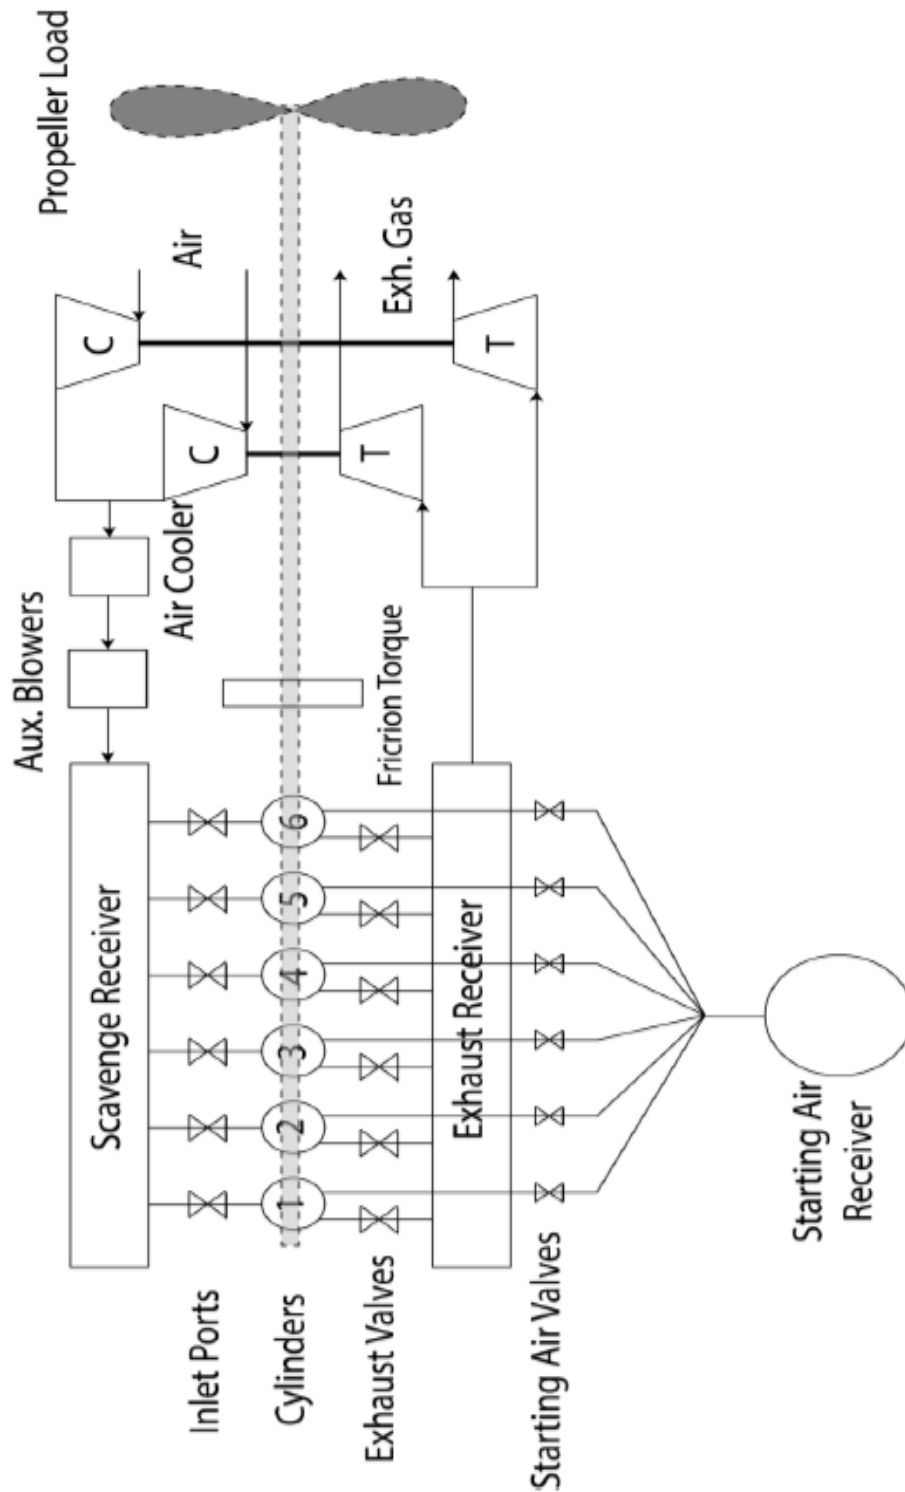 Propeller Load
Air
Exh. Gas
C
T
C
T
Aux. Blowers
Air Cooler
Fricrion Torque
Scavenge Receiver
Inlet Ports
1
2
3
4
5
6
Cylinders
Exhaust Valves
Exhaust Receiver
Starting Air Valves
Starting Air
Receiver